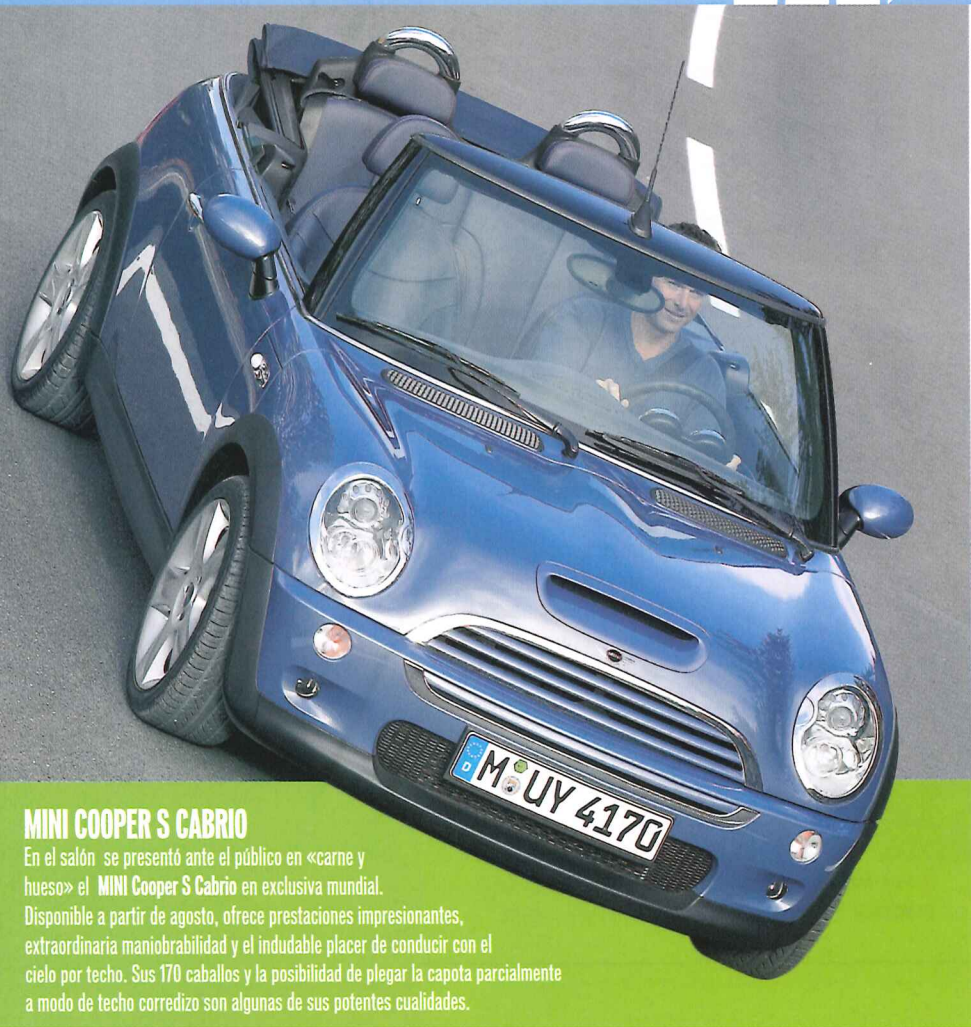 M UY 4170
D
MINI COOPER S CABRIO
En el salón se presentó ante el público en «carne y
hueso» el MINI Cooper S Cabrio en exclusiva mundial.
Disponible a partir de agosto, ofrece prestaciones impresionantes,
extraordinaria maniobrabilidad y el indudable placer de conducir con el
cielo por techo. Sus 170 caballos y la posibilidad de plegar la capota parcialmente
a modo de techo corredizo son algunas de sus potentes cualidades.